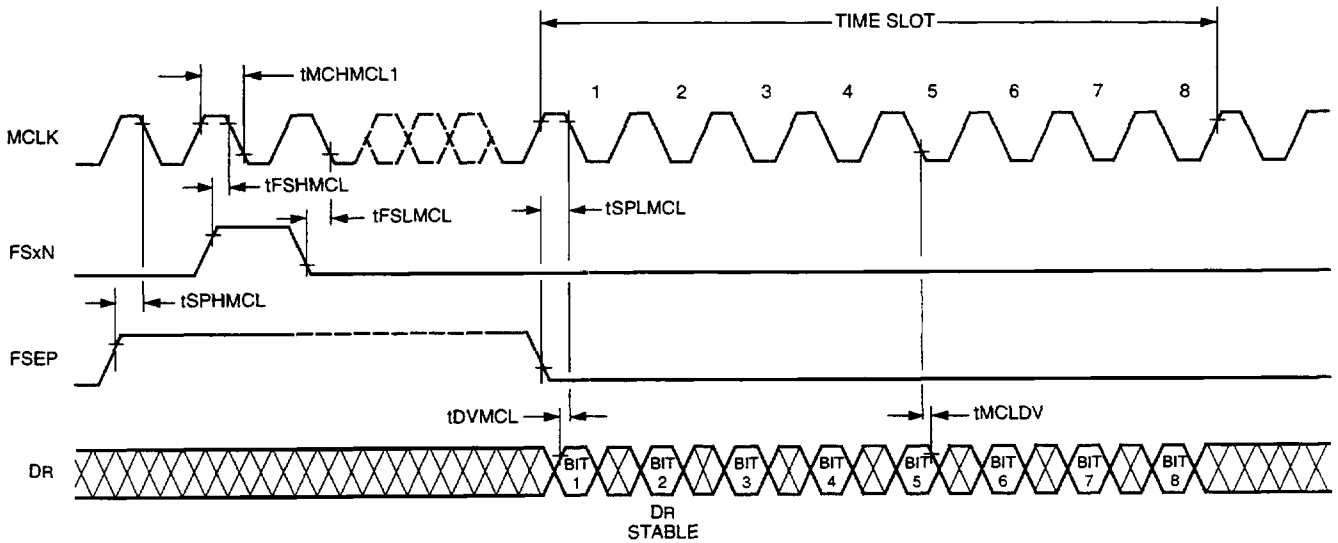 TIME SLOT
tMCHMCL1
1 2 3 4 5 6 7 8
MCLK
tFSHMCL
tFSLMCL
tSPLMCL
FSxN
tSPHMCL
FSEP
tDVMCL
tMCLDV
DR
BIT 1
BIT 2
BIT 3
BIT 4
BIT 5
BIT 6
BIT 7
BIT 8
DR
STABLE